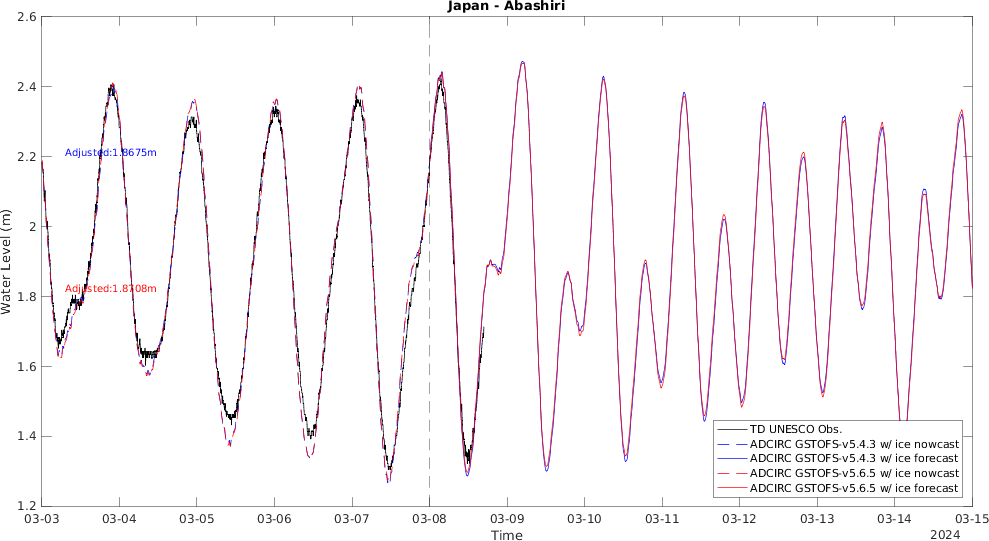 Japan - Abashiri
2.6
2.4
2.2
2
1.8
1.6
1.4
1.2
Water Level (m)
Adjusted:1.8675m
Adjusted:1.8708m
TD UNESCO Obs.
ADCIRC GSTOFS-v5.4.3 w/ ice nowcast
ADCIRC GSTOFS-v5.4.3 w/ ice forecast
ADCIRC GSTOFS-v5.6.5 w/ ice nowcast
ADCIRC GSTOFS-v5.6.5 w/ ice forecast
03-03 03-04 03-05 03-06 03-07 03-08 03-09 03-10 03-11 03-12 03-13 03-14 03-15
Time
2024